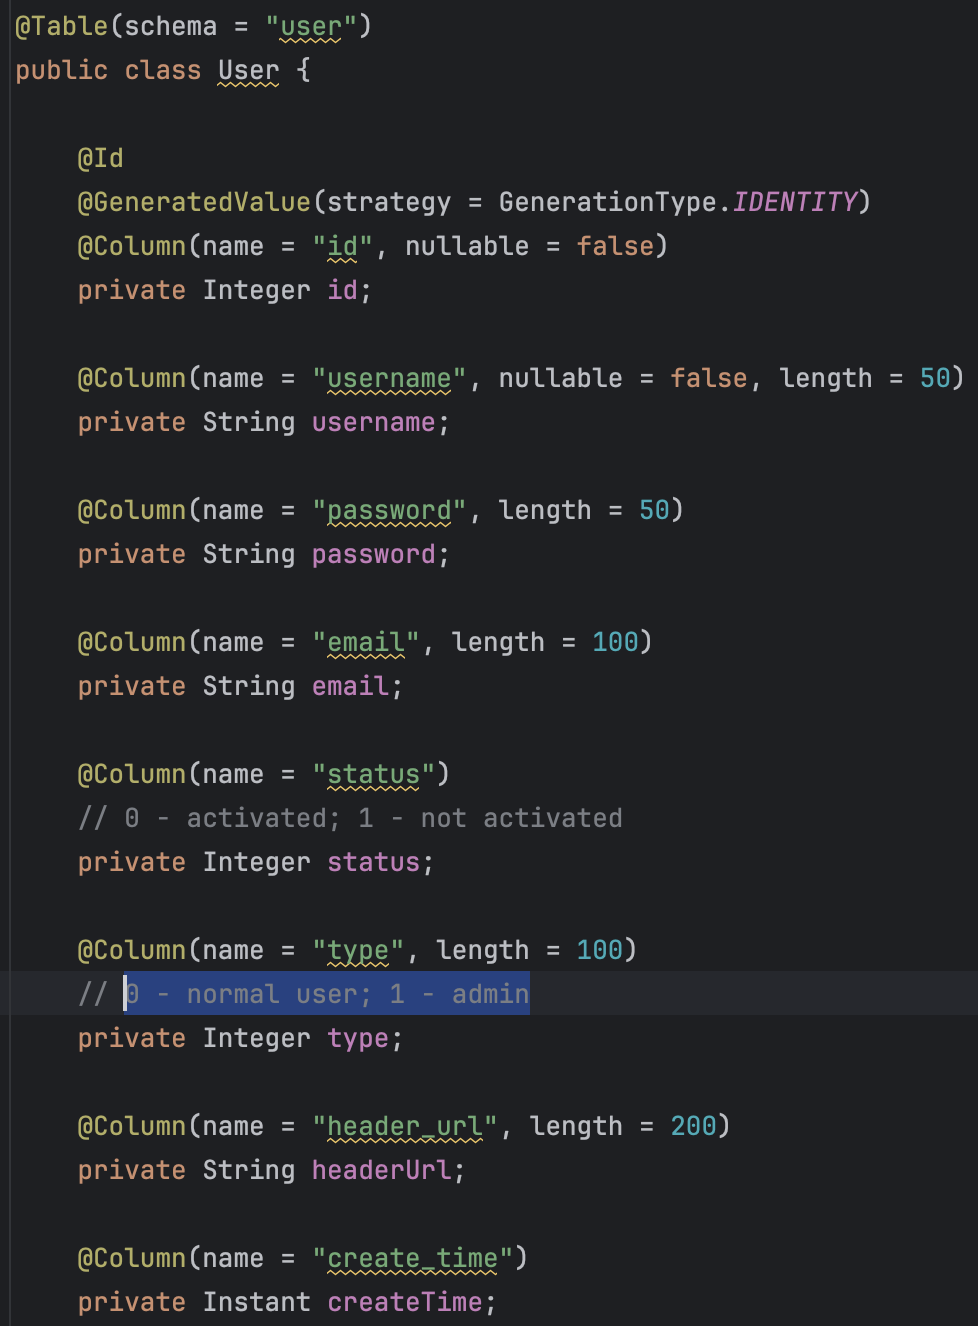 @Table(schema = "user")
public class User {
@Id
@GeneratedValue(strategy = GenerationType.IDENTITY)
@Column(name = "id", nullable = false)
private Integer id;
@Column(name = "username", nullable = false, length = 50)
private String username;
@Column(name = "password", length = 50)
private String password;
@Column(name = "email", length = 100)
private String email;
@Column(name = "status")
// 0 - activated; 1 - not activated
private Integer status;
@Column(name = "type", length = 100)
// 0 - normal user; 1 - admin
private Integer type;
@Column(name = "header_url", length = 200)
private String headerUrl;
@Column(name = "create_time")
private Instant createTime;